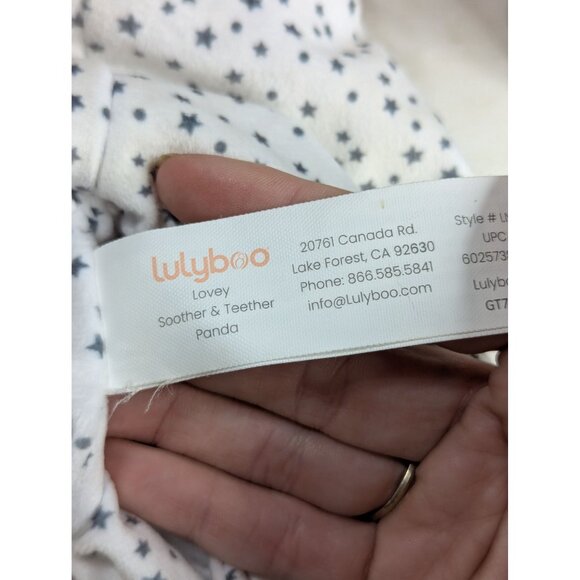 lulyboo
Lovey
Soother & Teether
Panda
20761 Canada Rd.
Lake Forest, CA 92630
Phone: 866.585.5841
info@Lulyboo.com
Style #
UPC